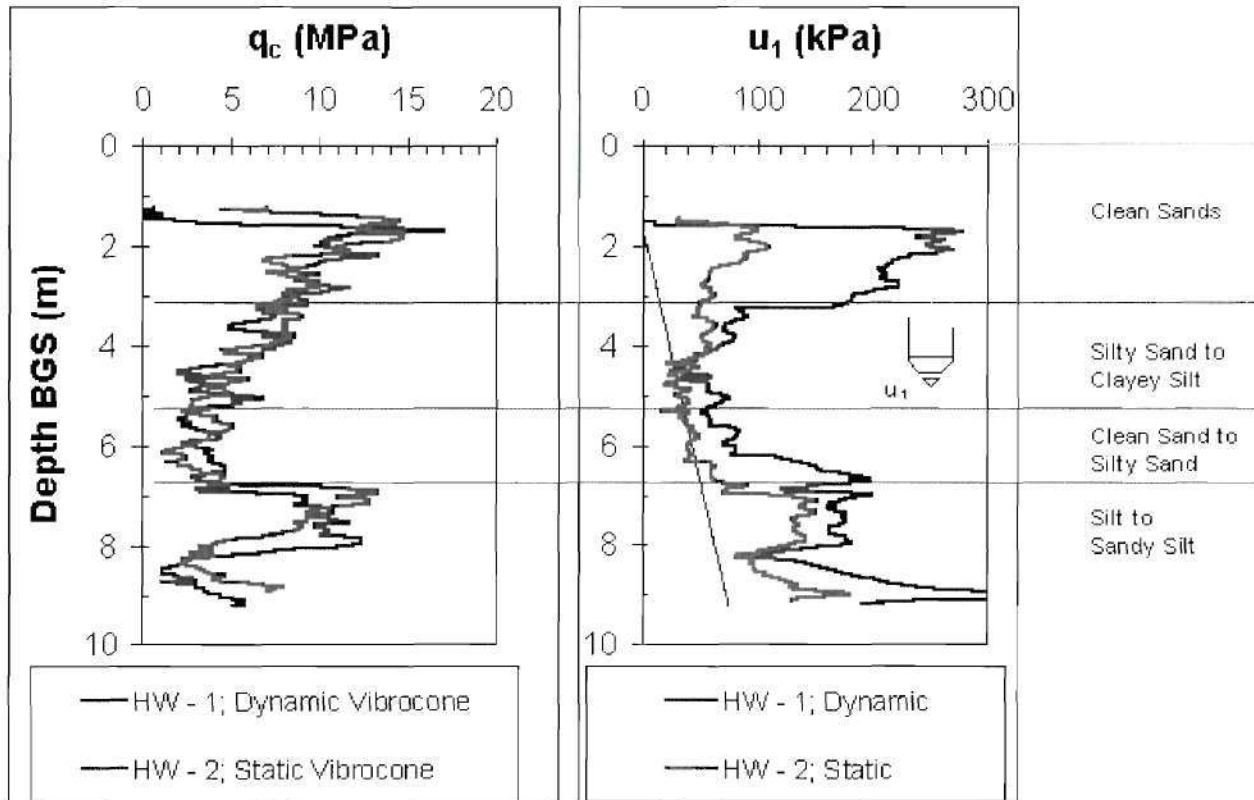 qc (MPa)
0 5 10 15 20
Depth BGS (m)
0
2
4
6
8
10
HW - 1; Dynamic Vibrocone
HW - 2; Static Vibrocone
u1 (kPa)
0 100 200 300
0
2
4
6
8
10
u1
HW - 1; Dynamic
HW - 2; Static
Clean Sands
Silty Sand to
Clayey Silt
Clean Sand to
Silty Sand
Silt to
Sandy Silt